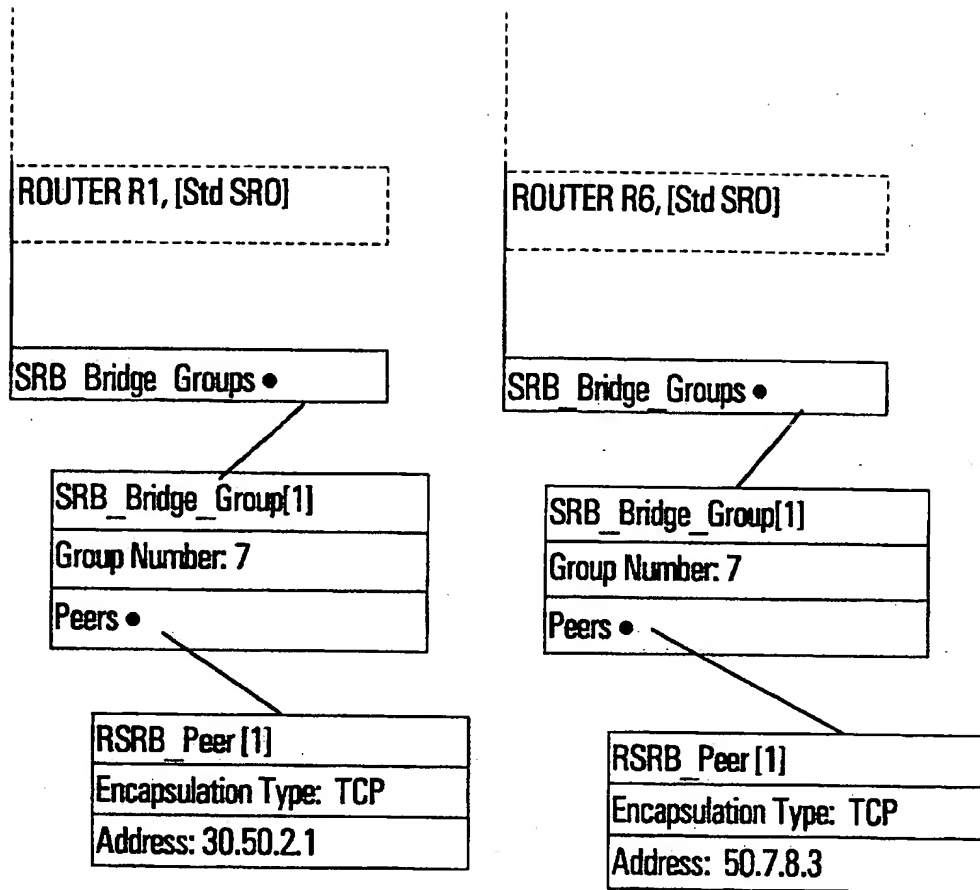 ROUTER R1, [Std SRO]
SRB_Bridge_Groups •
SRB_Bridge_Group[1]
Group Number: 7
Peers •
RSRB_Peer [1]
Encapsulation Type: TCP
Address: 30.50.2.1
ROUTER R6, [Std SRO]
SRB_Bridge_Groups •
SRB_Bridge_Group[1]
Group Number: 7
Peers •
RSRB_Peer [1]
Encapsulation Type: TCP
Address: 50.7.8.3